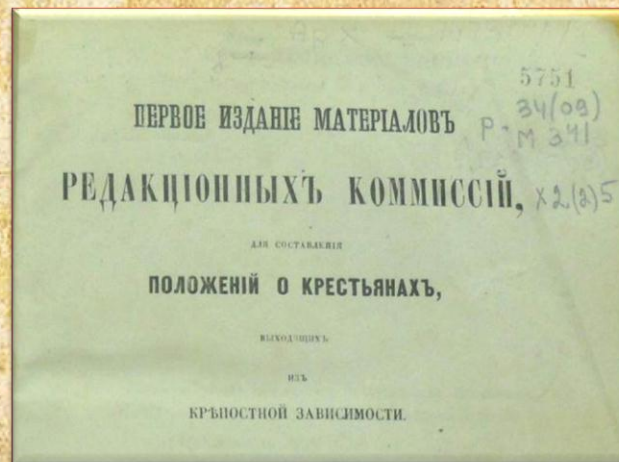 5751
ПЕРВОЕ ИЗДАНІЕ МАТЕРІАЛОВЪ
34(09)
Р-М341
РЕДАКЦІОННЫХЪ КОММИССІЙ,
х2(2)5
ДЛЯ СОСТАВЛЕНІЯ
ПОЛОЖЕНІЙ О КРЕСТЬЯНАХЪ,
ВЫХОДЯЩИХЪ
ИЗЪ
КРѢПОСТНОЙ ЗАВИСИМОСТИ.